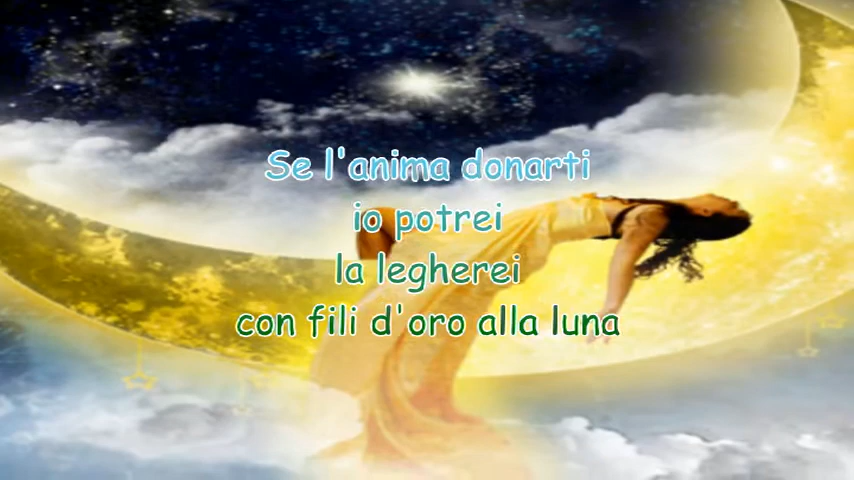 Se l'anima donarti
io potrei
la legherei
con fili d'oro alla luna